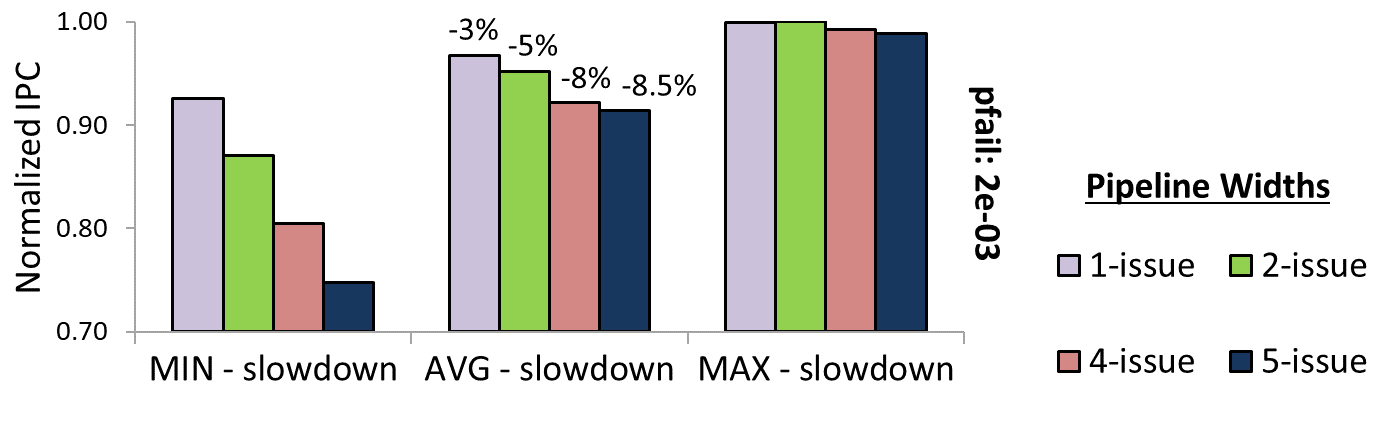 Normalized IPC
1.00
0.90
0.80
0.70
-3%
-5%
-8%
-8.5%
MIN - slowdown
AVG - slowdown
MAX - slowdown
pfail: 2e-03
Pipeline Widths
1-issue
2-issue
4-issue
5-issue